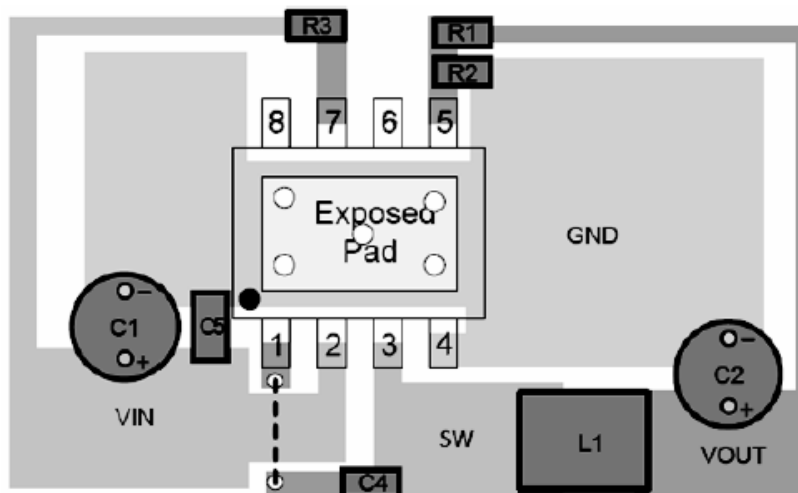 R3
R1
R2
8 7 6 5
Exposed
Pad
GND
C1
C5
1 2 3 4
C2
VIN
SW
L1
VOUT
C4
- 
+
-
+